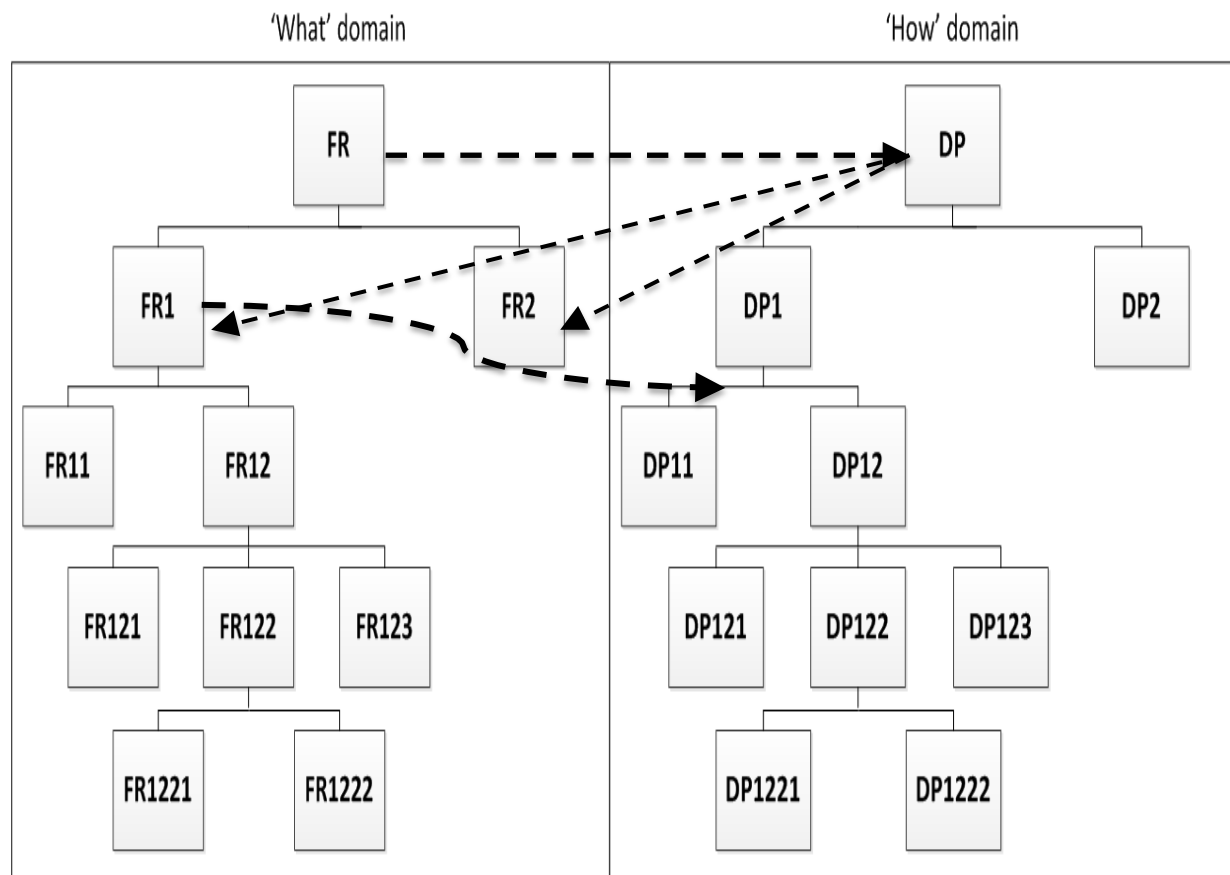 ‘What’ domain
‘How’ domain
FR
DP
FR1
FR2
DP1
DP2
FR11
FR12
DP11
DP12
FR121
FR122
FR123
DP121
DP122
DP123
FR1221
FR1222
DP1221
DP1222